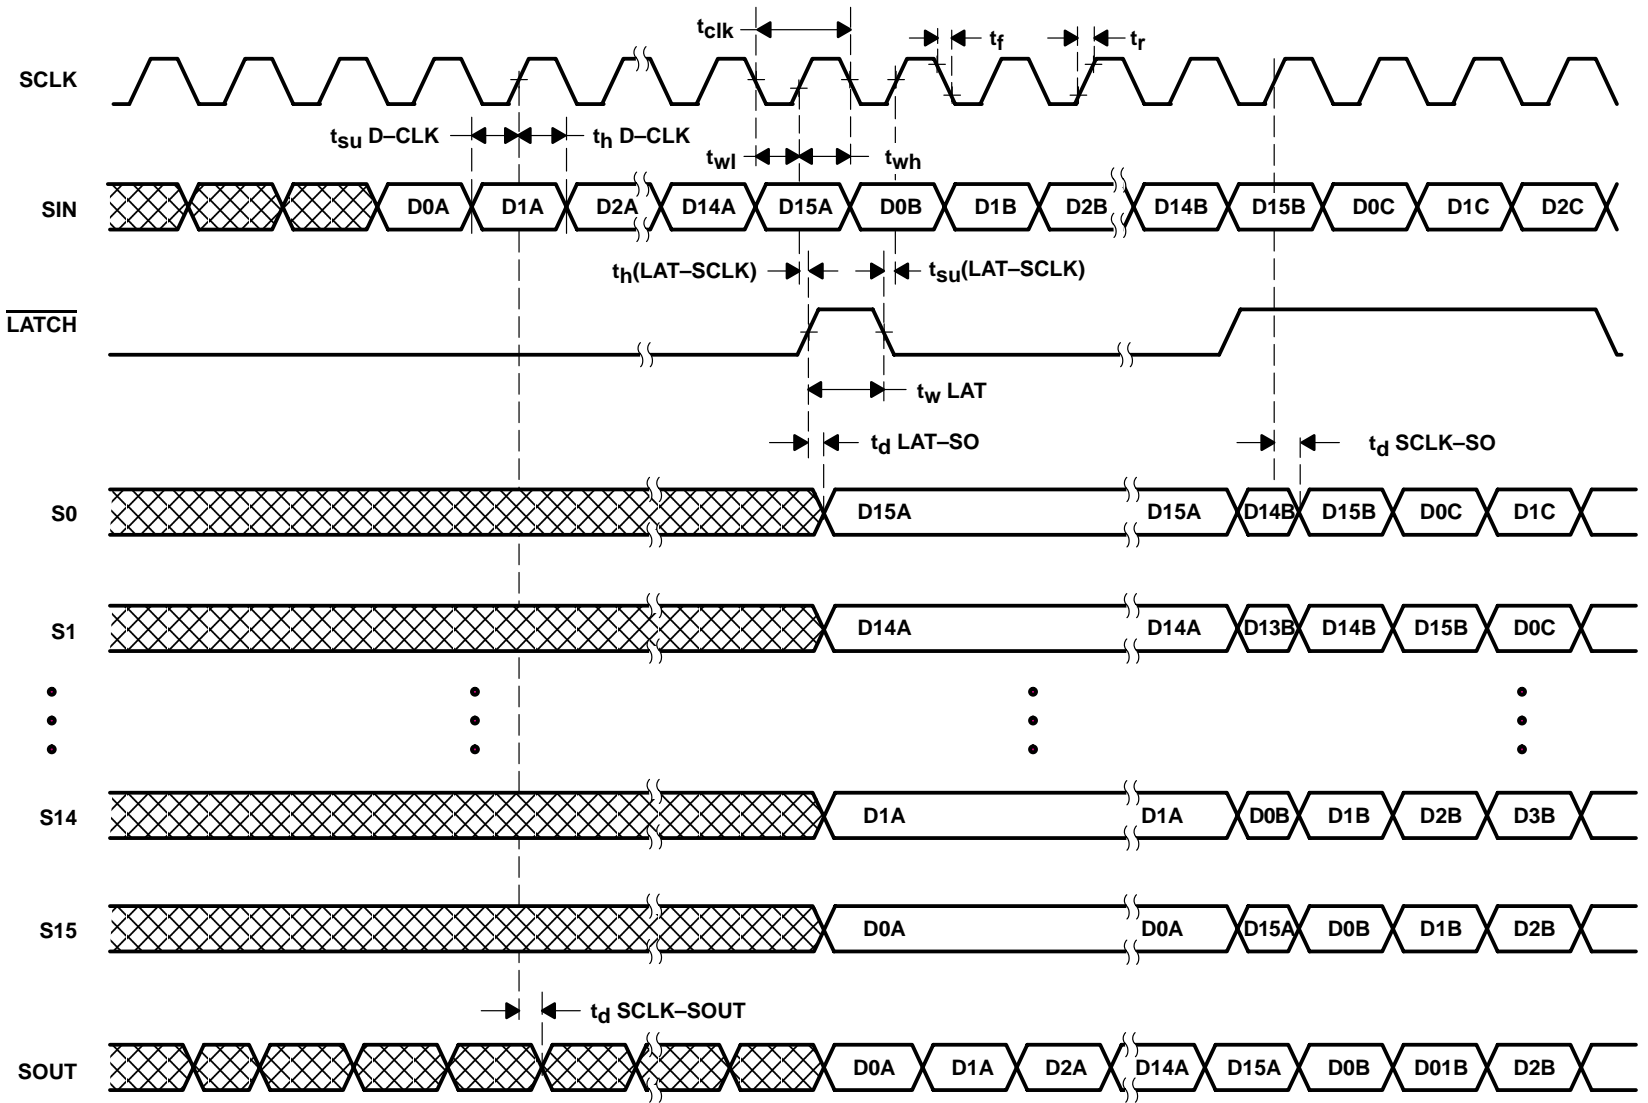 tclk
tf
tr
SCLK
tsu D–CLK
th D–CLK
twl
twh
SIN D0A D1A D2A D14A D15A D0B D1B D2B D14B D15B D0C D1C D2C
th(LAT–SCLK)
tsu(LAT–SCLK)
LATCH
tw LAT
td LAT–SO
td SCLK–SO
S0 D15A D15A D14B D15B D0C D1C
S1 D14A D14A D13B D14B D15B D0C
S14 D1A D1A D0B D1B D2B D3B
S15 D0A D0A D15A D0B D1B D2B
td SCLK–SOUT
SOUT D0A D1A D2A D14A D15A D0B D01B D2B